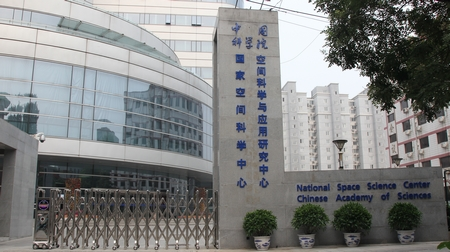 中国科学院
空间科学与应用研究中心
国家空间科学中心
National Space Science Center
Chinese Academy of Sciences